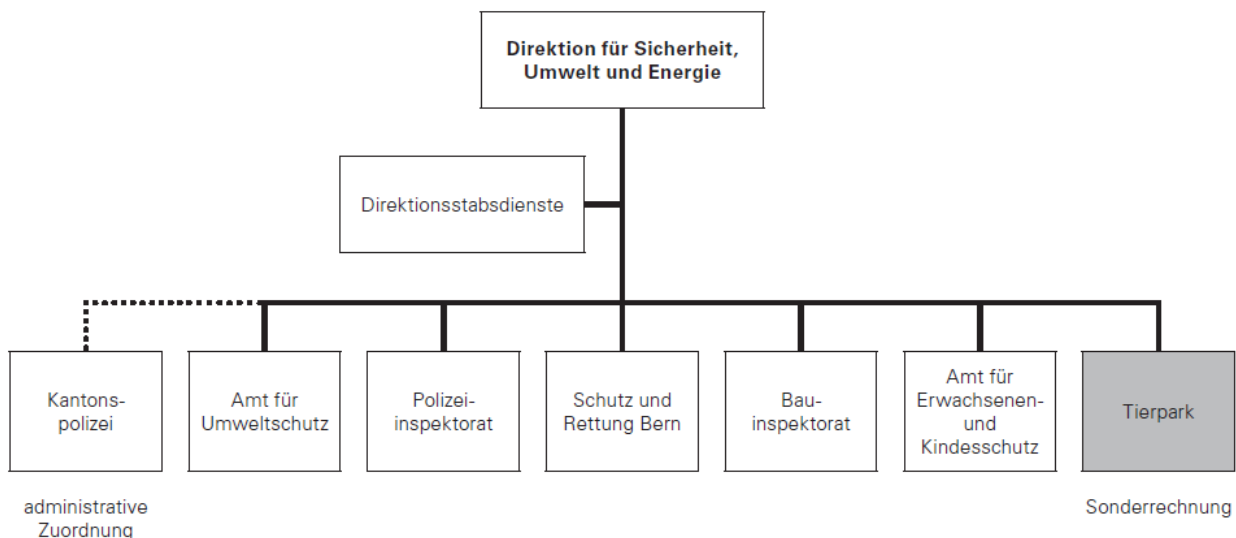 Direktion für Sicherheit,
Umwelt und Energie
Direktionsstabsdienste
Kantons-
polizei
Amt für
Umweltschutz
Polizei-
inspektorat
Schutz und
Rettung Bern
Bau-
inspektorat
Amt für
Erwachsenen-
und
Kindesschutz
Tierpark
administrative
Zuordnung
Sonderrechnung